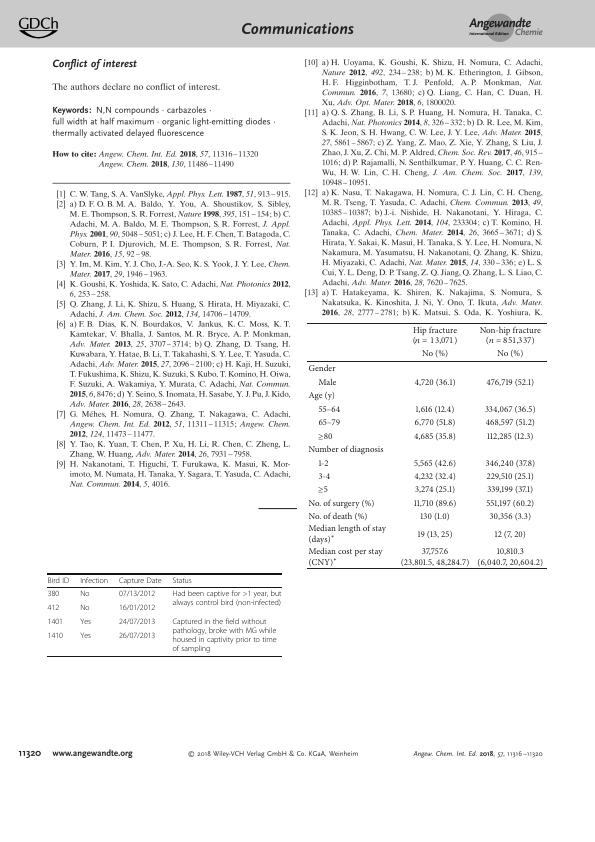 GDCh
Communications
Angewandte
International Edition Chemie
Conflict of interest
The authors declare no conflict of interest.
Keywords: N,N compounds · carbazoles ·
full width at half maximum · organic light-emitting diodes ·
thermally activated delayed fluorescence
How to cite: Angew. Chem. Int. Ed. 2018, 57, 11316–11320
Angew. Chem. 2018, 130, 11486–11490
[1] C. W. Tang, S. A. VanSlyke, Appl. Phys. Lett. 1987, 51, 913–915.
[2] a) D. F. O. B. M. A. Baldo, Y. You, A. Shoustikov, S. Sibley,
M. E. Thompson, S. R. Forrest, Nature 1998, 395, 151–154; b) C.
Adachi, M. A. Baldo, M. E. Thompson, S. R. Forrest, J. Appl.
Phys. 2001, 90, 5048–5051; c) J. Lee, H. F. Chen, T. Batagoda, C.
Coburn, P. I. Djurovich, M. E. Thompson, S. R. Forrest, Nat.
Mater. 2016, 15, 92–98.
[3] Y. Im, M. Kim, Y. J. Cho, J.-A. Seo, K. S. Yook, J. Y. Lee, Chem.
Mater. 2017, 29, 1946–1963.
[4] K. Goushi, K. Yoshida, K. Sato, C. Adachi, Nat. Photonics 2012,
6, 253–258.
[5] Q. Zhang, J. Li, K. Shizu, S. Huang, S. Hirata, H. Miyazaki, C.
Adachi, J. Am. Chem. Soc. 2012, 134, 14706–14709.
[6] a) F. B. Dias, K. N. Bourdakos, V. Jankus, K. C. Moss, K. T.
Kamtekar, V. Bhalla, J. Santos, M. R. Bryce, A. P. Monkman,
Adv. Mater. 2013, 25, 3707–3714; b) Q. Zhang, D. Tsang, H.
Kuwabara, Y. Hatae, B. Li, T. Takahashi, S. Y. Lee, T. Yasuda, C.
Adachi, Adv. Mater. 2015, 27, 2096–2100; c) H. Kaji, H. Suzuki,
T. Fukushima, K. Shizu, K. Suzuki, S. Kubo, T. Komino, H. Oiwa,
F. Suzuki, A. Wakamiya, Y. Murata, C. Adachi, Nat. Commun.
2015, 6, 8476; d) Y. Seino, S. Inomata, H. Sasabe, Y. J. Pu, J. Kido,
Adv. Mater. 2016, 28, 2638–2643.
[7] G. Méhes, H. Nomura, Q. Zhang, T. Nakagawa, C. Adachi,
Angew. Chem. Int. Ed. 2012, 51, 11311–11315; Angew. Chem.
2012, 124, 11473–11477.
[8] Y. Tao, K. Yuan, T. Chen, P. Xu, H. Li, R. Chen, C. Zheng, L.
Zhang, W. Huang, Adv. Mater. 2014, 26, 7931–7958.
[9] H. Nakanotani, T. Higuchi, T. Furukawa, K. Masui, K. Mor-
imoto, M. Numata, H. Tanaka, Y. Sagara, T. Yasuda, C. Adachi,
Nat. Commun. 2014, 5, 4016.
Bird ID Infection Capture Date Status
380 No 07/13/2012 Had been captive for >1 year, but
always control bird (non-infected)
412 No 16/01/2012
1401 Yes 24/07/2013 Captured in the field without
pathology, broke with MG while
1410 Yes 26/07/2013 housed in captivity prior to time
of sampling
[10] a) H. Uoyama, K. Goushi, K. Shizu, H. Nomura, C. Adachi,
Nature 2012, 492, 234–238; b) M. K. Etherington, J. Gibson,
H. F. Higginbotham, T. J. Penfold, A. P. Monkman, Nat.
Commun. 2016, 7, 13680; c) Q. Liang, C. Han, C. Duan, H.
Xu, Adv. Opt. Mater. 2018, 6, 1800020.
[11] a) Q. S. Zhang, B. Li, S. P. Huang, H. Nomura, H. Tanaka, C.
Adachi, Nat. Photonics 2014, 8, 326–332; b) D. R. Lee, M. Kim,
S. K. Jeon, S. H. Hwang, C. W. Lee, J. Y. Lee, Adv. Mater. 2015,
27, 5861–5867; c) Z. Yang, Z. Mao, Z. Xie, Y. Zhang, S. Liu, J.
Zhao, J. Xu, Z. Chi, M. P. Aldred, Chem. Soc. Rev. 2017, 46, 915–
1016; d) P. Rajamalli, N. Senthilkumar, P. Y. Huang, C. C. Ren-
Wu, H. W. Lin, C. H. Cheng, J. Am. Chem. Soc. 2017, 139,
10948–10951.
[12] a) K. Nasu, T. Nakagawa, H. Nomura, C. J. Lin, C. H. Cheng,
M. R. Tseng, T. Yasuda, C. Adachi, Chem. Commun. 2013, 49,
10385–10387; b) J.-i. Nishide, H. Nakanotani, Y. Hiraga, C.
Adachi, Appl. Phys. Lett. 2014, 104, 233304; c) T. Komino, H.
Tanaka, C. Adachi, Chem. Mater. 2014, 26, 3665–3671; d) S.
Hirata, Y. Sakai, K. Masui, H. Tanaka, S. Y. Lee, H. Nomura, N.
Nakamura, M. Yasumatsu, H. Nakanotani, Q. Zhang, K. Shizu,
H. Miyazaki, C. Adachi, Nat. Mater. 2015, 14, 330–336; e) L. S.
Cui, Y. L. Deng, D. P. Tsang, Z. Q. Jiang, Q. Zhang, L. S. Liao, C.
Adachi, Adv. Mater. 2016, 28, 7620–7625.
[13] a) T. Hatakeyama, K. Shiren, K. Nakajima, S. Nomura, S.
Nakatsuka, K. Kinoshita, J. Ni, Y. Ono, T. Ikuta, Adv. Mater.
2016, 28, 2777–2781; b) K. Matsui, S. Oda, K. Yoshiura, K.
Hip fracture Non-hip fracture
(n = 13,071) (n = 851,337)
No (%) No (%)
Gender
Male 4,720 (36.1) 476,719 (52.1)
Age (y)
55–64 1,616 (12.4) 334,067 (36.5)
65–79 6,770 (51.8) 468,597 (51.2)
≥80 4,685 (35.8) 112,285 (12.3)
Number of diagnosis
1-2 5,565 (42.6) 346,240 (37.8)
3-4 4,232 (32.4) 229,510 (25.1)
≥5 3,274 (25.1) 339,199 (37.1)
No. of surgery (%) 11,710 (89.6) 551,197 (60.2)
No. of death (%) 130 (1.0) 30,356 (3.3)
Median length of stay
(days)* 19 (13, 25) 12 (7, 20)
Median cost per stay 37,757.6 10,810.3
(CNY)* (23,801.5, 48,284.7) (6,040.7, 20,604.2)
11320 www.angewandte.org © 2018 Wiley-VCH Verlag GmbH & Co. KGaA, Weinheim Angew. Chem. Int. Ed. 2018, 57, 11316–11320